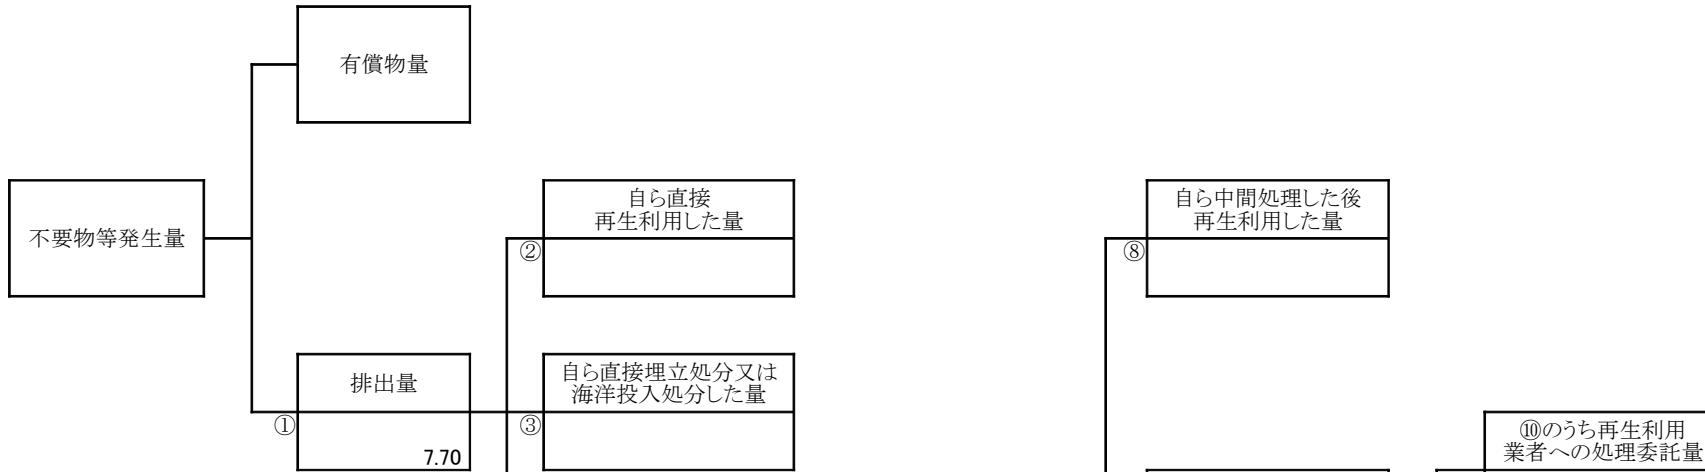 有償物量
不要物等発生量
自ら直接
再生利用した量
②
自ら中間処理した後
再生利用した量
⑧
排出量
①
7.70
自ら直接埋立処分又は
海洋投入処分した量
③
⑩のうち再生利用
業者への処理委託量